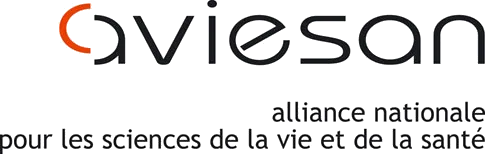 aviesan
alliance nationale
pour les sciences de la vie et de la santé